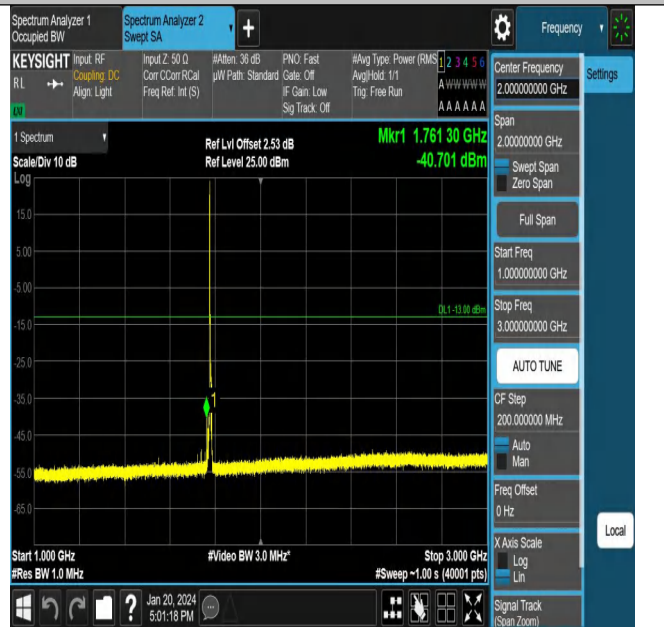 Spectrum Analyzer 1
Occupied BW
Spectrum Analyzer 2
Swept SA
Frequency
KEYSIGHT
RL
LXI
Input: RF
Coupling: DC
Align: Light
Input Z: 50 Ω
Corr CCorr RCal
Freq Ref: Int (S)
#Atten: 36 dB
µW Path: Standard
PNO: Fast
Gate: Off
IF Gain: Low
Sig Track: Off
#Avg Type: Power (RMS
Avg|Hold: 1/1
Trig: Free Run
1 2 3 4 5 6
A W W W W W
A A A A A A
Settings
Center Frequency
2.000000000 GHz
Span
2.00000000 GHz
Swept Span
Zero Span
Full Span
Start Freq
1.000000000 GHz
Stop Freq
3.000000000 GHz
AUTO TUNE
CF Step
200.000000 MHz
Auto
Man
Freq Offset
0 Hz
X Axis Scale
Log
Lin
Signal Track
(Span Zoom)
Local
1 Spectrum
Scale/Div 10 dB
Log
Ref Lvl Offset 2.53 dB
Ref Level 25.00 dBm
Mkr1 1.761 30 GHz
-40.701 dBm
15.0
5.00
-5.00
DL1 -13.00 dBm
-15.0
-25.0
-35.0
1
-45.0
-55.0
-65.0
Start 1.000 GHz
#Res BW 1.0 MHz
#Video BW 3.0 MHz*
Stop 3.000 GHz
#Sweep ~1.00 s (40001 pts)
?
Jan 20, 2024
5:01:18 PM